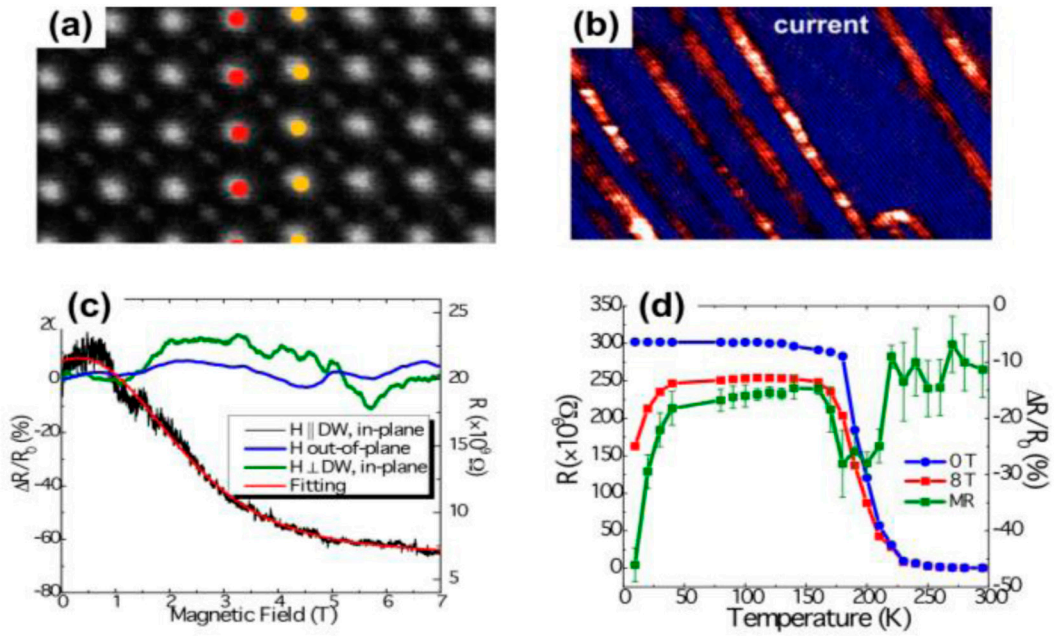 (a)
(b)
current
(c)
20
0
-20
-40
-60
-80
ΔR/R₀ (%)
25
20
15
10
5
R (×10⁹Ω)
H || DW, in-plane
H out-of-plane
H ⊥ DW, in-plane
Fitting
0 1 2 3 4 5 6 7
Magnetic Field (T)
(d)
350
300
250
200
150
100
50
0
R (×10⁹Ω)
0
-10
-20
-30
-40
-50
ΔR/R₀ (%)
0 T
8 T
MR
0 50 100 150 200 250 300
Temperature (K)